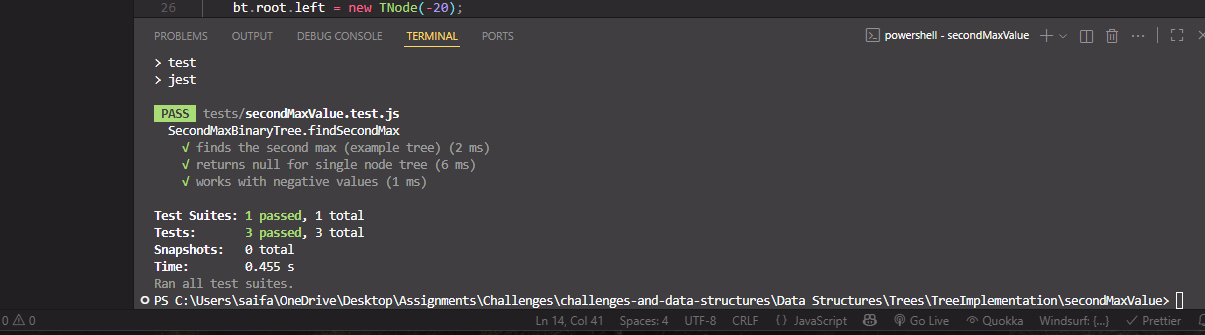 26 bt.root.left = new TNode(-20);
PROBLEMS OUTPUT DEBUG CONSOLE TERMINAL PORTS powershell - secondMaxValue
> test
> jest
PASS tests/secondMaxValue.test.js
SecondMaxBinaryTree.findSecondMax
√ finds the second max (example tree) (2 ms)
√ returns null for single node tree (6 ms)
√ works with negative values (1 ms)
Test Suites: 1 passed, 1 total
Tests: 3 passed, 3 total
Snapshots: 0 total
Time: 0.455 s
Ran all test suites.
PS C:\Users\saifa\OneDrive\Desktop\Assignments\Challenges\challenges-and-data-structures\Data Structures\Trees\TreeImplementation\secondMaxValue>
0 0 Ln 14, Col 41 Spaces: 4 UTF-8 CRLF {} JavaScript Go Live Quokka Windsurf: {...} Prettier